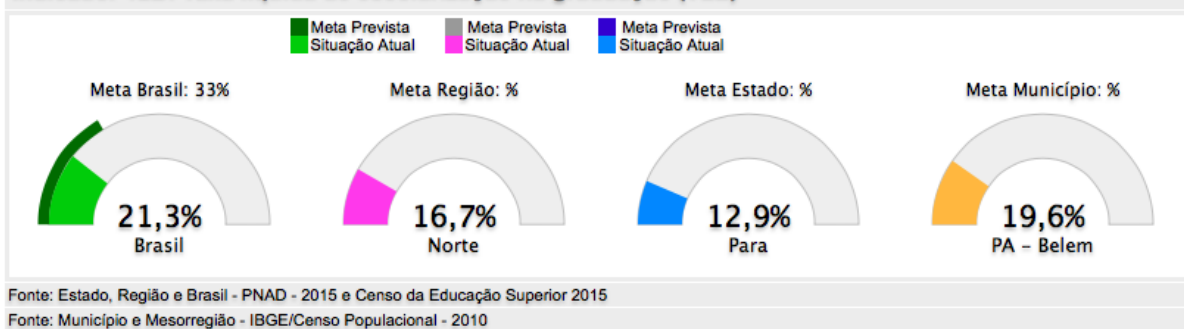 Meta Prevista Meta Prevista Meta Prevista
Situação Atual Situação Atual Situação Atual
Meta Brasil: 33% Meta Região: % Meta Estado: % Meta Município: %
21,3% 16,7% 12,9% 19,6%
Brasil Norte Para PA - Belem
Fonte: Estado, Região e Brasil - PNAD - 2015 e Censo da Educação Superior 2015
Fonte: Município e Mesorregião - IBGE/Censo Populacional - 2010